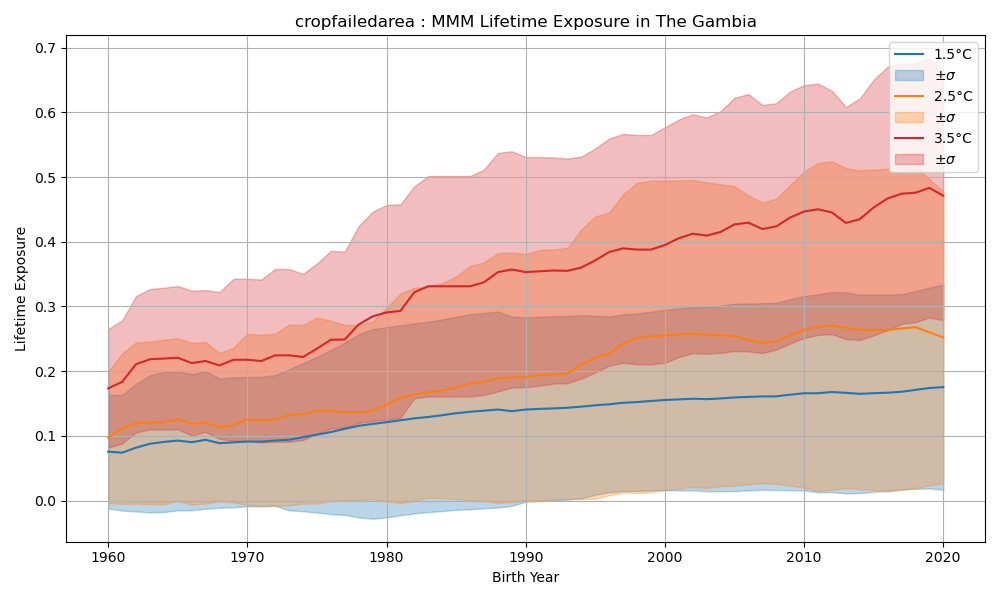 cropfailedarea : MMM Lifetime Exposure in The Gambia
Lifetime Exposure
0.7
0.6
0.5
0.4
0.3
0.2
0.1
0.0
1.5°C
±σ
2.5°C
±σ
3.5°C
±σ
1960 1970 1980 1990 2000 2010 2020
Birth Year